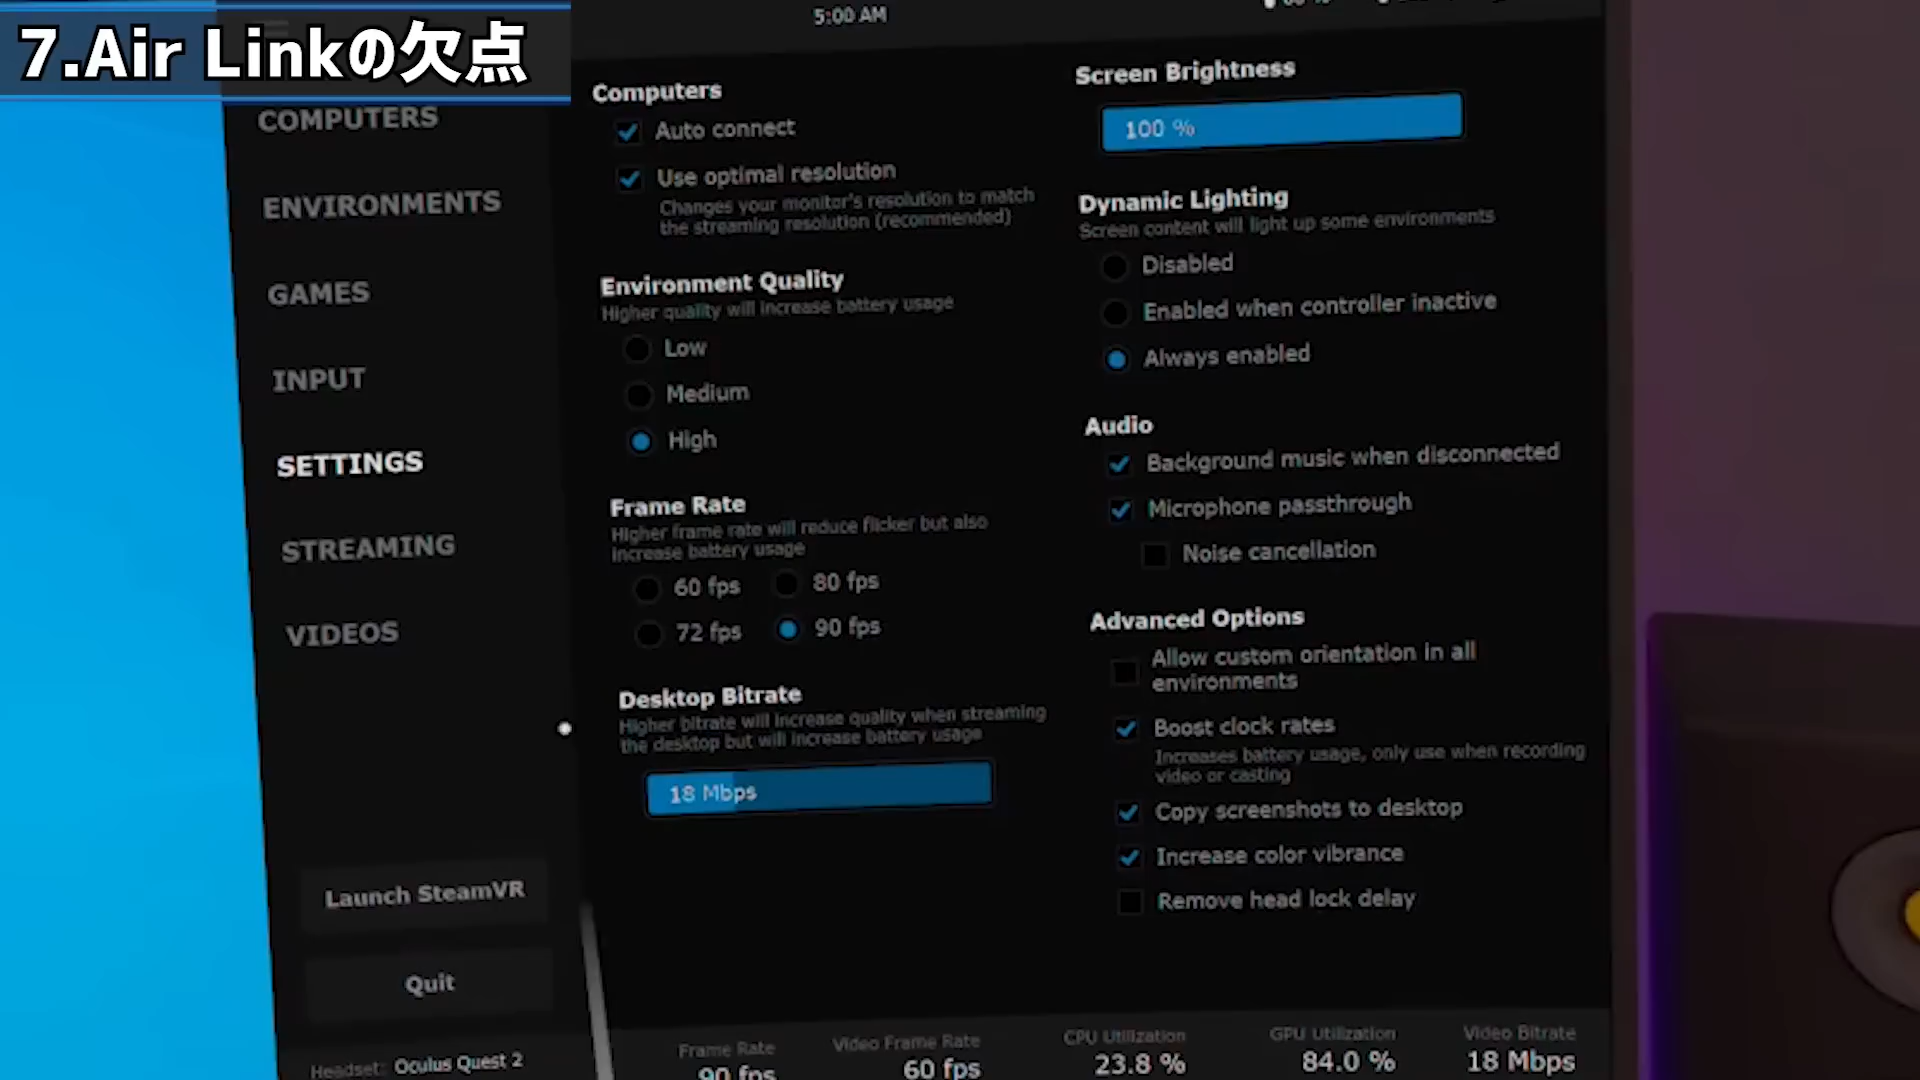 7.Air Linkの欠点
5:00 AM
COMPUTERS
ENVIRONMENTS
GAMES
INPUT
SETTINGS
STREAMING
VIDEOS
Launch SteamVR
Quit
Headset: Oculus Quest 2
Computers
Auto connect
Use optimal resolution
Changes your monitor's resolution to match
the streaming resolution (recommended)
Environment Quality
Higher quality will increase battery usage
Low
Medium
High
Frame Rate
Higher frame rate will reduce flicker but also
increase battery usage
60 fps 80 fps
72 fps 90 fps
Desktop Bitrate
Higher bitrate will increase quality when streaming
the desktop but will increase battery usage
18 Mbps
Screen Brightness
100 %
Dynamic Lighting
Screen content will light up some environments
Disabled
Enabled when controller inactive
Always enabled
Audio
Background music when disconnected
Microphone passthrough
Noise cancellation
Advanced Options
Allow custom orientation in all
environments
Boost clock rates
Increases battery usage, only use when recording
video or casting
Copy screenshots to desktop
Increase color vibrance
Remove head lock delay
Frame Rate Video Frame Rate CPU Utilization GPU Utilization Video Bitrate
90 fps 60 fps 23.8 % 84.0 % 18 Mbps